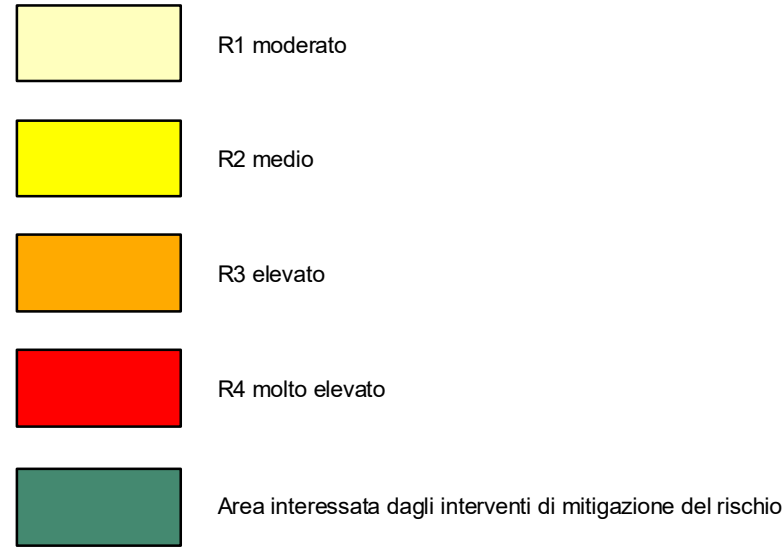 R1 moderato
R2 medio
R3 elevato
R4 molto elevato
Area interessata dagli interventi di mitigazione del rischio